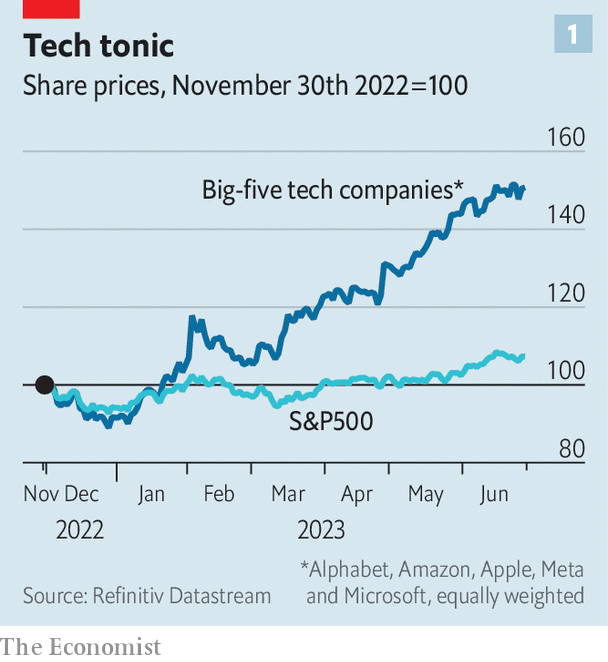 1
Tech tonic
Share prices, November 30th 2022=100
160
Big-five tech companies*
140
120
100
S&P500
80
Nov Dec Jan Feb Mar Apr May Jun
2022 2023
*Alphabet, Amazon, Apple, Meta
Source: Refinitiv Datastream and Microsoft, equally weighted
The Economist